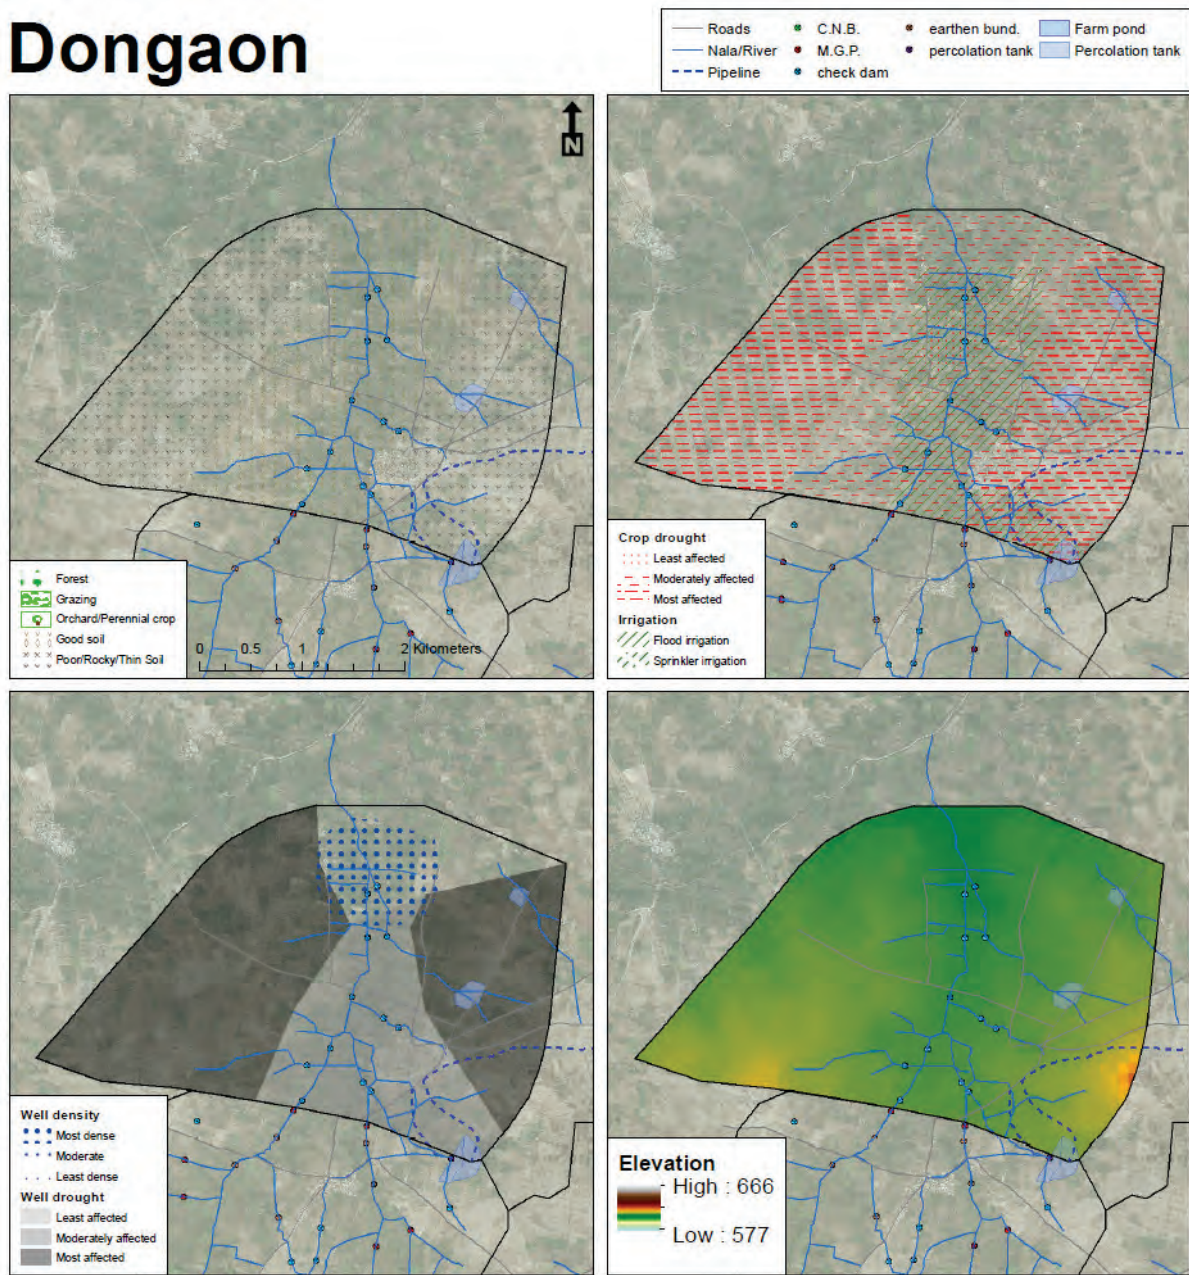 Dongaon
Roads
Nala/River
Pipeline
C.N.B.
M.G.P.
check dam
earthen bund.
percolation tank
Farm pond
Percolation tank
N
Forest
Grazing
Orchard/Perennial crop
Good soil
Poor/Rocky/Thin Soil
0 0.5 1 2 Kilometers
Crop drought
Least affected
Moderately affected
Most affected
Irrigation
Flood irrigation
Sprinkler irrigation
Well density
Most dense
Moderate
Least dense
Well drought
Least affected
Moderately affected
Most affected
Elevation
High : 666
Low : 577